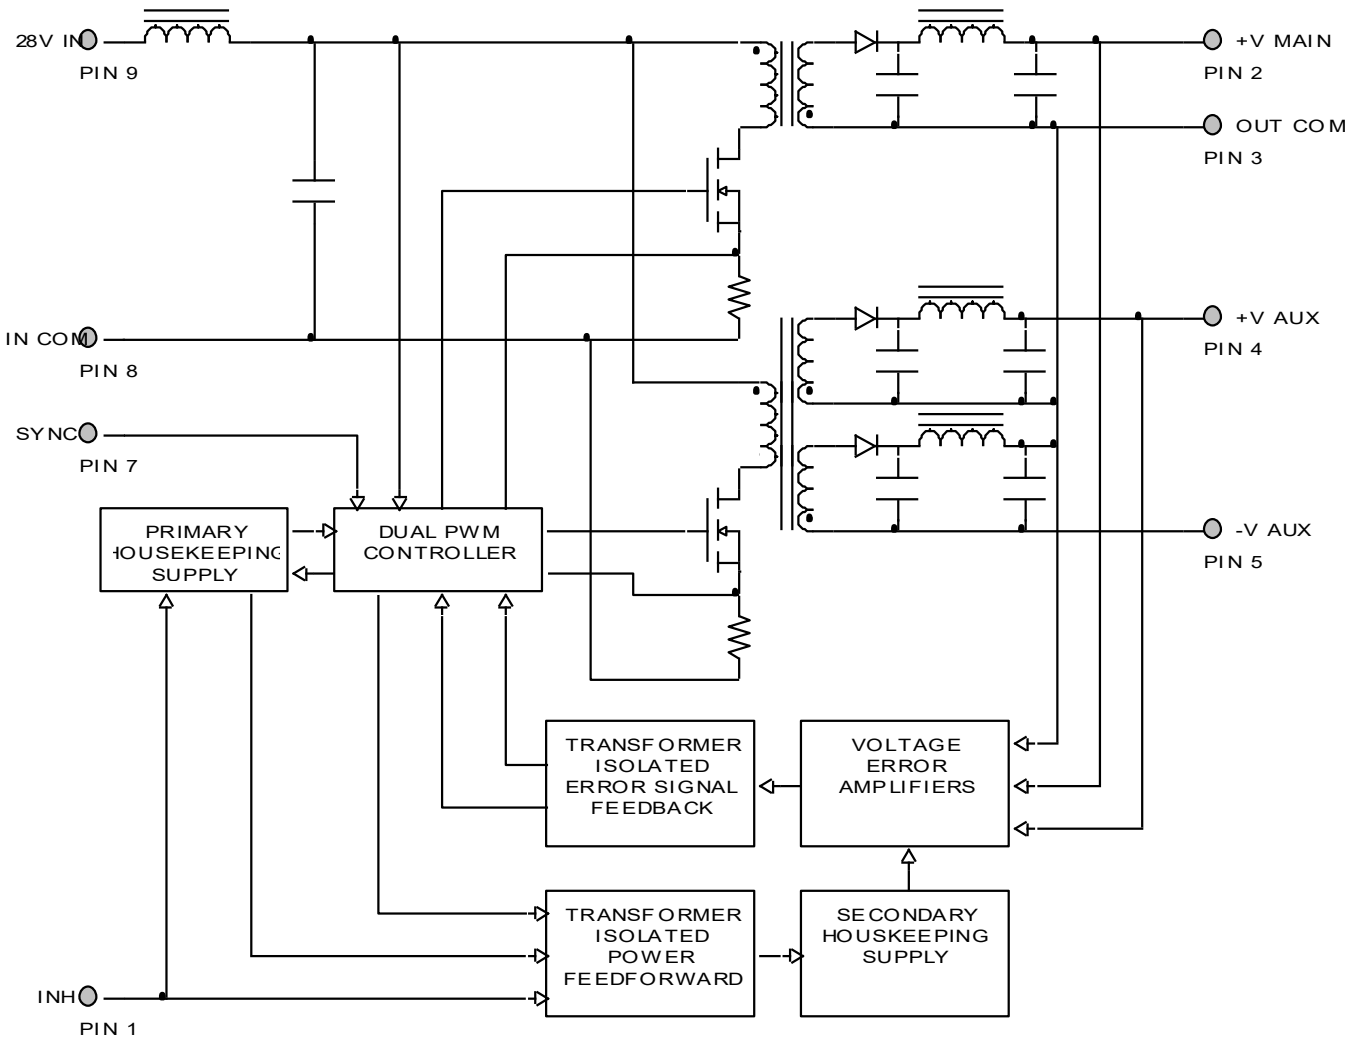 28V IN
PIN 9
+V MAIN
PIN 2
OUT COM
PIN 3
IN COM
PIN 8
+V AUX
PIN 4
SYNC
PIN 7
-V AUX
PIN 5
PRIMARY
HOUSEKEEPING
SUPPLY
DUAL PWM
CONTROLLER
TRANSFORMER
ISOLATED
ERROR SIGNAL
FEEDBACK
VOLTAGE
ERROR
AMPLIFIERS
TRANSFORMER
ISOLATED
POWER
FEEDFORWARD
SECONDARY
HOUSKEEPING
SUPPLY
INH
PIN 1